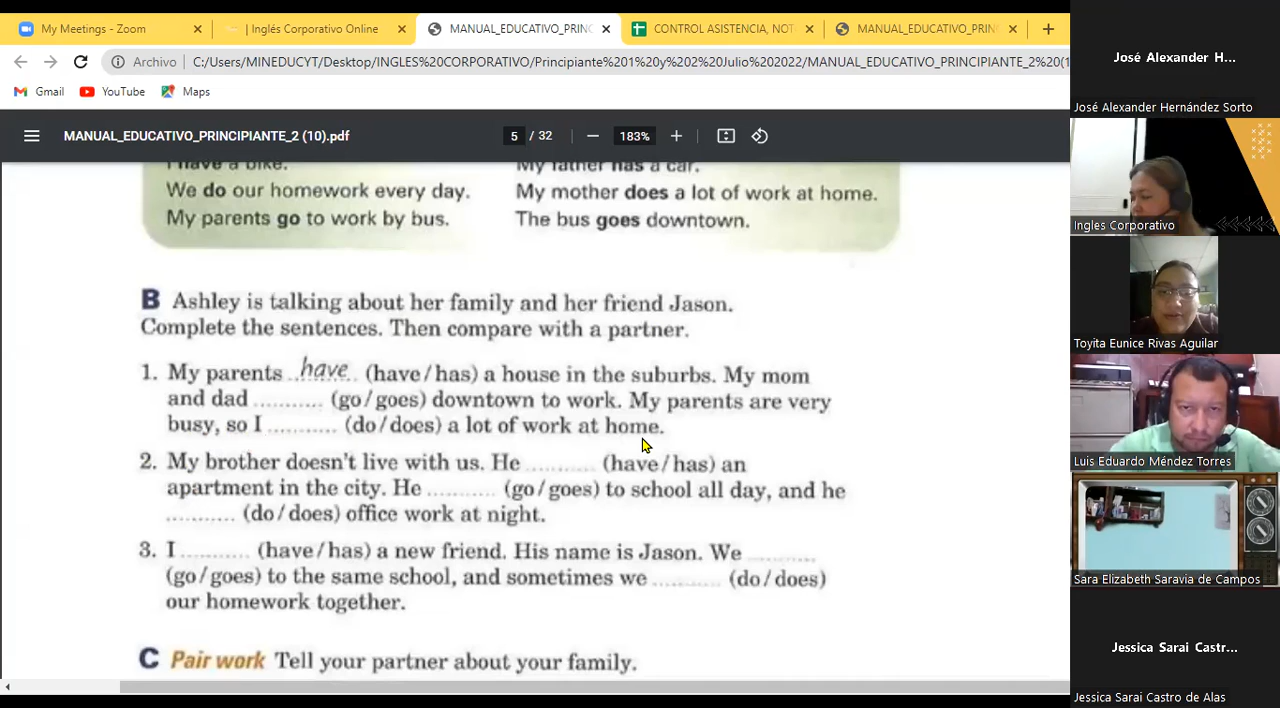 My Meetings - Zoom
| Inglés Corporativo Online
MANUAL_EDUCATIVO_PRINC
CONTROL ASISTENCIA, NOT
MANUAL_EDUCATIVO_PRIN
Archivo | C:/Users/MINEDUCYT/Desktop/INGLES%20CORPORATIVO/Principiante%201%20y%202%20Julio%202022/MANUAL_EDUCATIVO_PRINCIPIANTE_2%20(1
Gmail YouTube Maps
MANUAL_EDUCATIVO_PRINCIPIANTE_2 (10).pdf
5 / 32
183%
I have a bike.
My father has a car.
We do our homework every day.
My mother does a lot of work at home.
My parents go to work by bus.
The bus goes downtown.
B Ashley is talking about her family and her friend Jason.
Complete the sentences. Then compare with a partner.
1. My parents ..have.. (have/has) a house in the suburbs. My mom
and dad .......... (go/goes) downtown to work. My parents are very
busy, so I .......... (do/does) a lot of work at home.
2. My brother doesn't live with us. He .......... (have/has) an
apartment in the city. He .......... (go/goes) to school all day, and he
.......... (do/does) office work at night.
3. I .......... (have/has) a new friend. His name is Jason. We ..........
(go/goes) to the same school, and sometimes we .......... (do/does)
our homework together.
C Pair work Tell your partner about your family.
José Alexander H...
José Alexander Hernández Sorto
Ingles Corporativo
Toyita Eunice Rivas Aguilar
Luis Eduardo Méndez Torres
Sara Elizabeth Saravia de Campos
Jessica Sarai Castr...
Jessica Sarai Castro de Alas